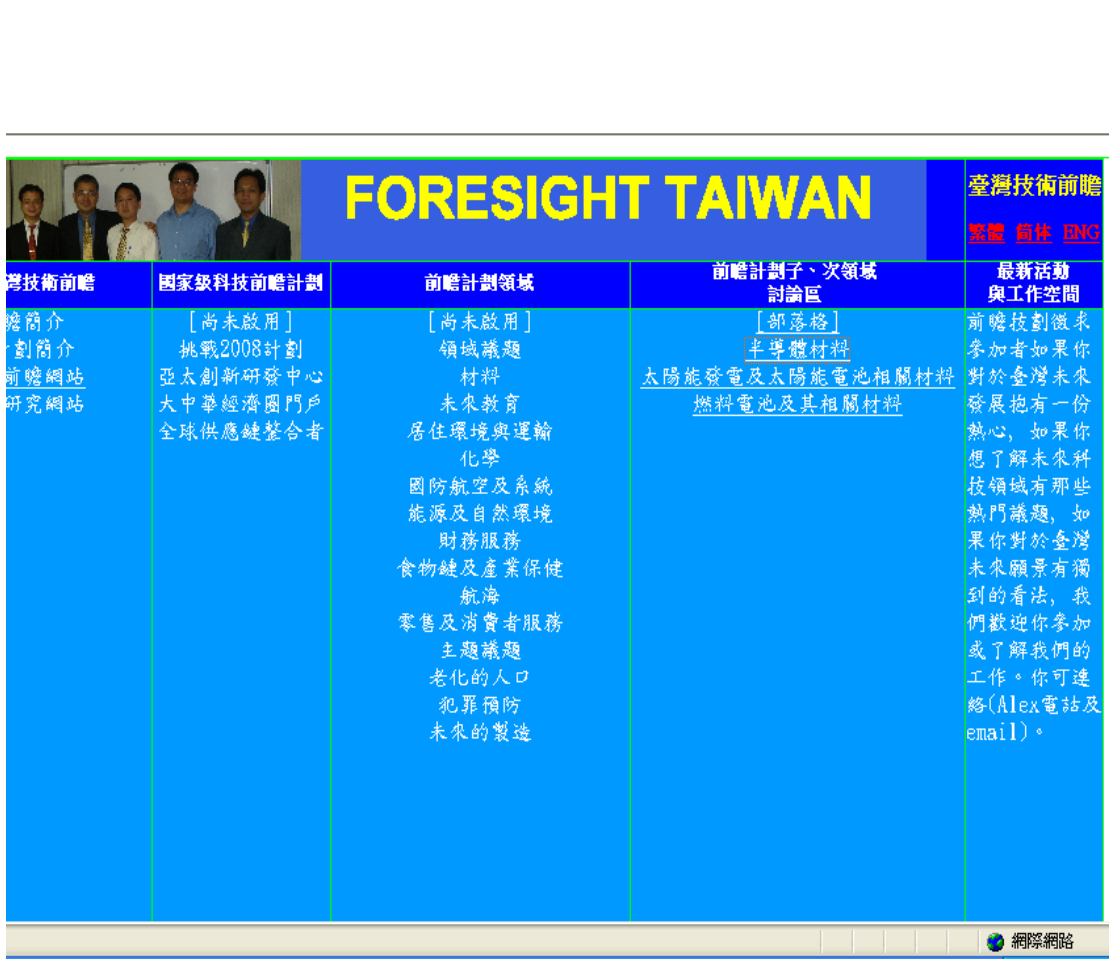 FORESIGHT TAIWAN
臺灣技術前瞻
繁體 简体 ENG
灣技術前瞻
國家級科技前瞻計劃
前瞻計劃領域
前瞻計劃子、次領域
討論區
最新活動
與工作空間
瞻簡介
劃簡介
前瞻網站
研究網站
[尚未啟用]
挑戰2008計劃
亞太創新研發中心
大中華經濟圈門戶
全球供應鏈整合者
[尚未啟用]
領域議題
材料
未來教育
居住環境與運輸
化學
國防航空及系統
能源及自然環境
財務服務
食物鏈及產業保健
航海
零售及消費者服務
主題議題
老化的人口
犯罪預防
未來的製造
[部落格]
半導體材料
太陽能發電及太陽能電池相關材料
燃料電池及其相關材料
前瞻技劃徵求
參加者如果你
對於臺灣未來
發展抱有一份
熱心，如果你
想了解未來科
技領域有那些
熱門議題，如
果你對於臺灣
未來願景有獨
到的看法，我
們歡迎你參加
或了解我們的
工作。你可連
絡(Alex電話及
email)。
網際網路